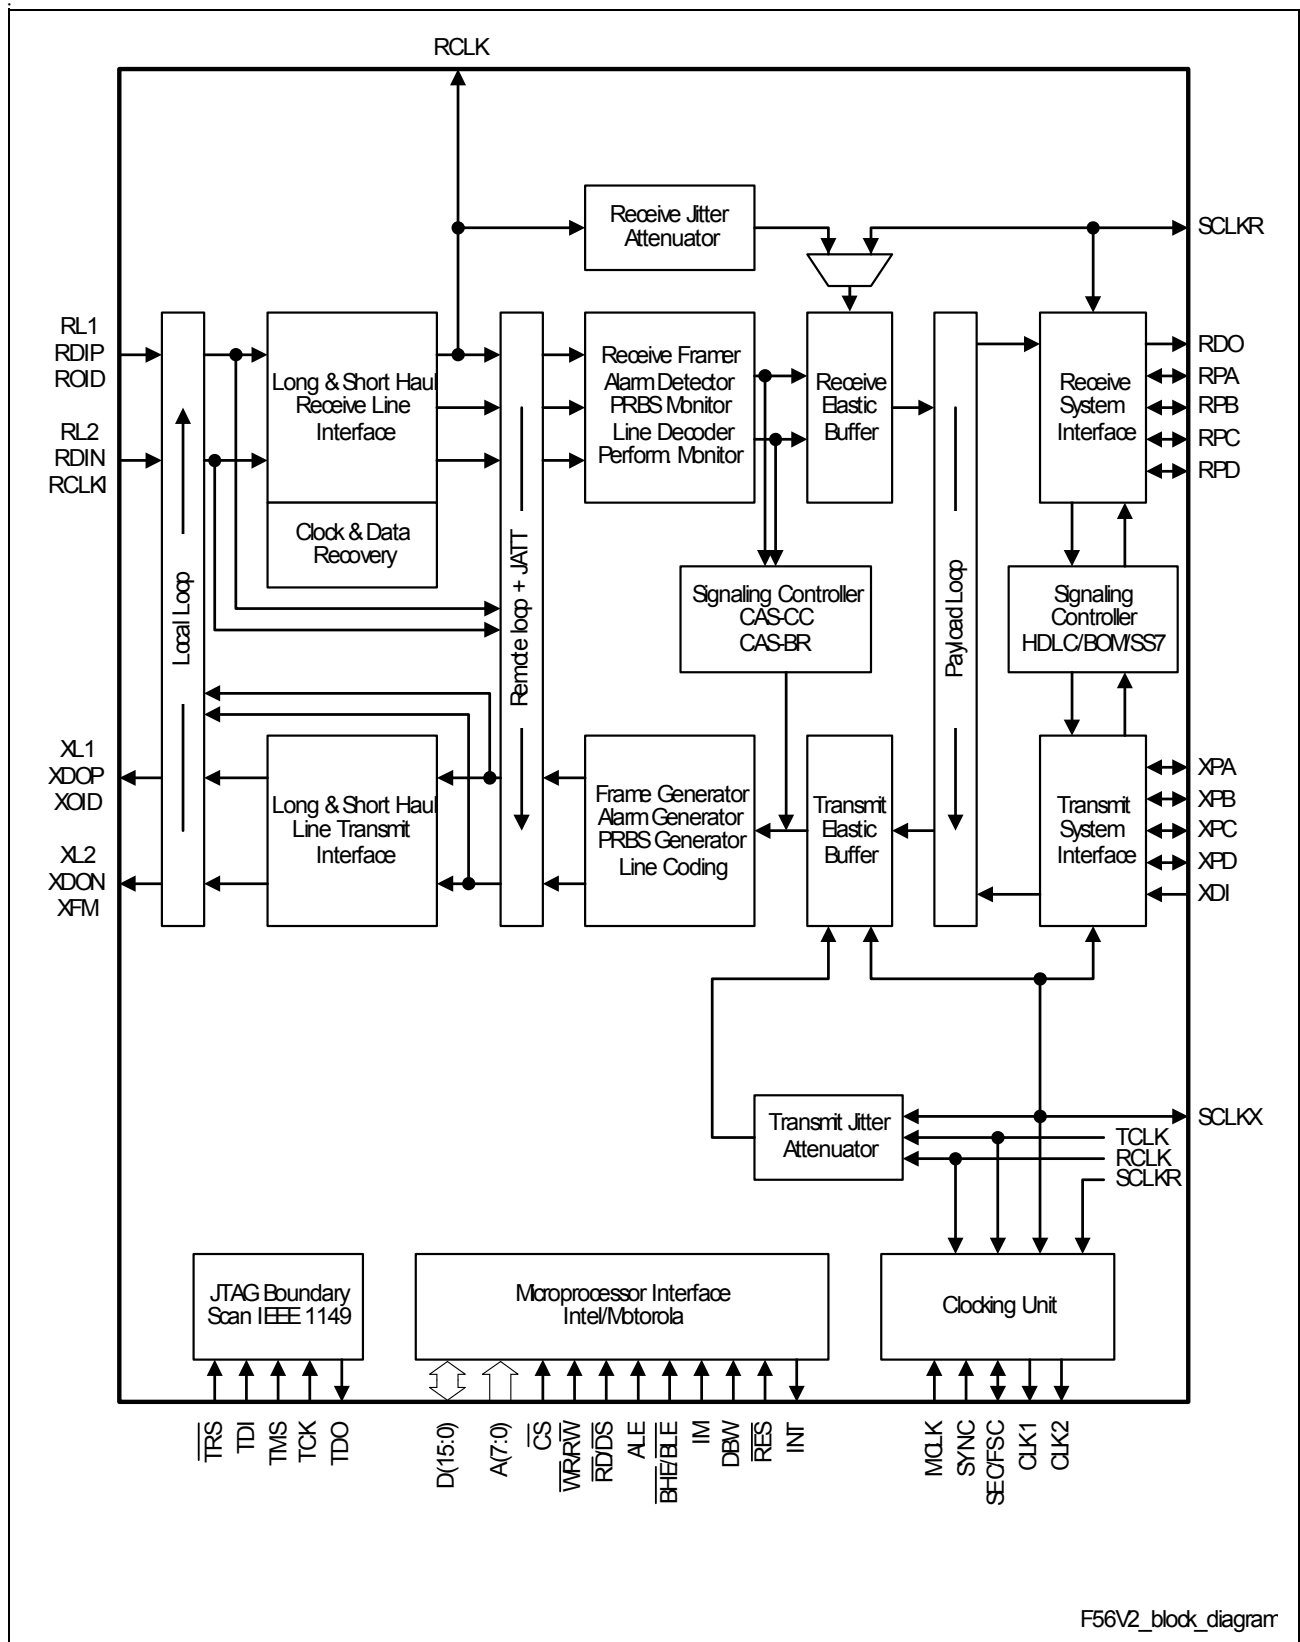 RCLK
Receive Jitter
Attenuator
SCLKR
RL1
RDIP
ROID
RL2
RDIN
RCLKI
Local Loop
Long & Short Haul
Receive Line
Interface
Clock & Data
Recovery
Remote loop + JATT
Receive Framer
Alarm Detector
PRBS Monitor
Line Decoder
Perform. Monitor
Receive
Elastic
Buffer
Payload Loop
Receive
System
Interface
RDO
RPA
RPB
RPC
RPD
Signaling Controller
CAS-CC
CAS-BR
Signaling
Controller
HDLC/BOM/SS7
XL1
XDOP
XOID
XL2
XDON
XFM
Long & Short Haul
Line Transmit
Interface
Frame Generator
Alarm Generator
PRBS Generator
Line Coding
Transmit
Elastic
Buffer
Transmit
System
Interface
XPA
XPB
XPC
XPD
XDI
Transmit Jitter
Attenuator
SCLKX
TCLK
RCLK
SCLKR
JTAG Boundary
Scan IEEE 1149
Microprocessor Interface
Intel/Motorola
Clocking Unit
TRS
TDI
TMS
TCK
TDO
D(15:0)
A(7:0)
CS
WR/RW
RD/DS
ALE
BHE/BLE
IM
DBW
RES
INT
MCLK
SYNC
SEC/FSC
CLK1
CLK2
F56V2_block_diagram